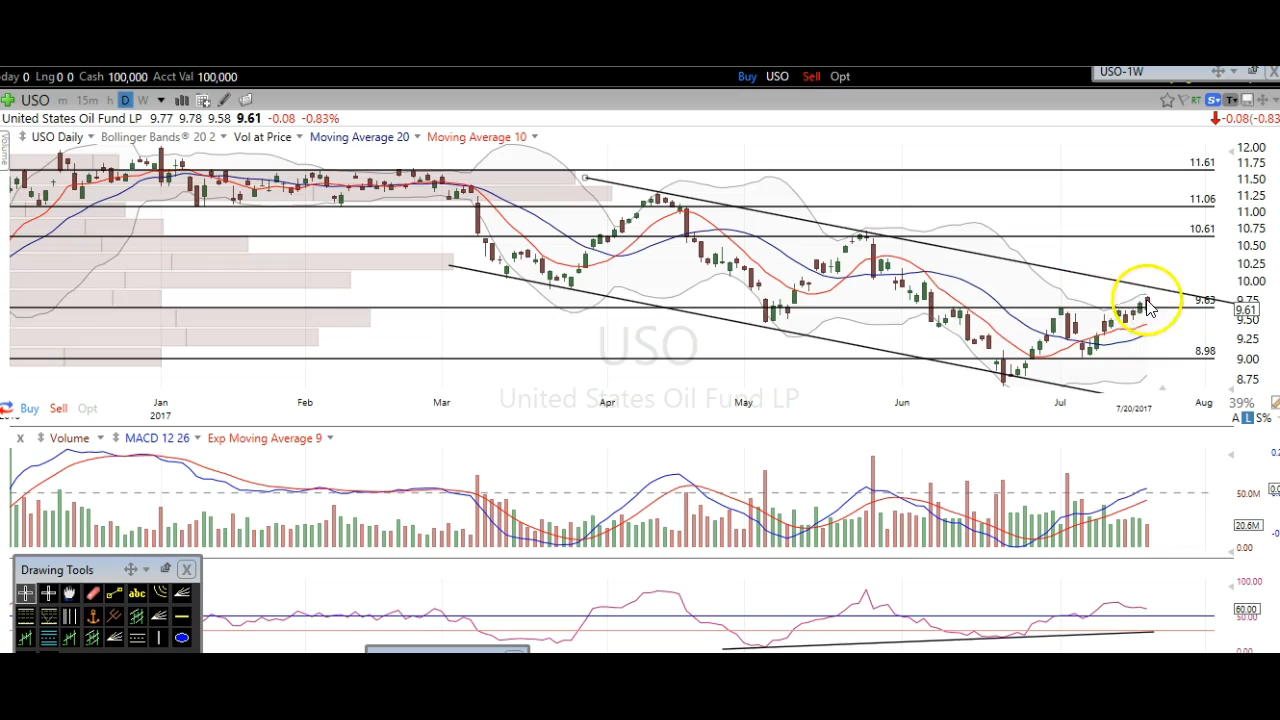 day 0 Lng 0 0 Cash 100,000 Acct Val 100,000 Buy USO Sell Opt USO-1W X
USO m 15m h D W RT S T
United States Oil Fund LP 9.77 9.78 9.58 9.61 -0.08 -0.83% -0.08(-0.83
Volume
USO Daily Bollinger Bands® 20 2 Vol at Price Moving Average 20 Moving Average 10
12.00
11.75
11.61
11.50
11.25
11.06
11.00
10.75
10.61
10.50
10.25
10.00
9.75
9.63
9.61
9.50
9.25
8.98
9.00
8.75
USO
United States Oil Fund LP
Buy Sell Opt
Jan Feb Mar Apr May Jun Jul Aug
2017 7/20/2017
39%
A L S%
X Volume MACD 12 26 Exp Moving Average 9
50.0M
20.6M
0.00
Drawing Tools X
abc
100.00
60.00
50.00
0.00